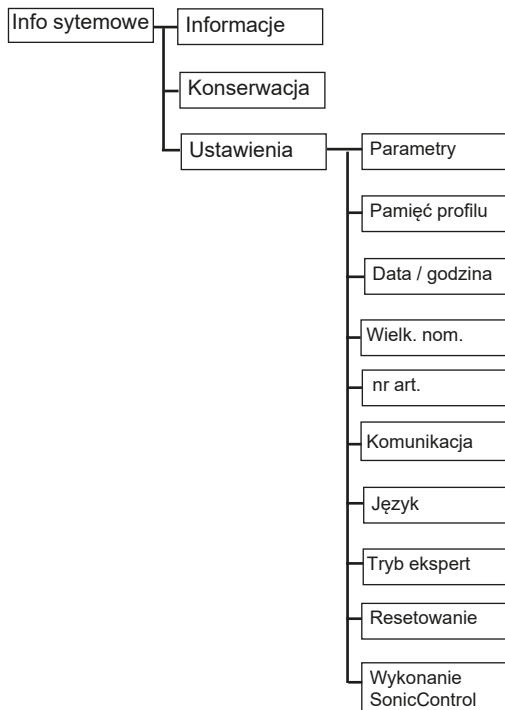 Info sytemowe
Informacje
Konserwacja
Ustawienia
Parametry
Pamięć profilu
Data / godzina
Wielk. nom.
nr art.
Komunikacja
Język
Tryb ekspert
Resetowanie
Wykonanie
SonicControl